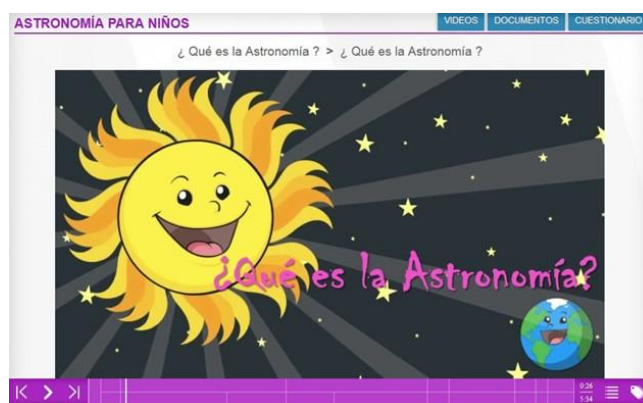 ASTRONOMÍA PARA NIÑOS
VIDEOS DOCUMENTOS CUESTIONARIO
¿ Qué es la Astronomía ? > ¿ Qué es la Astronomía ?
¿Qué es la Astronomía?
0:26
5:34